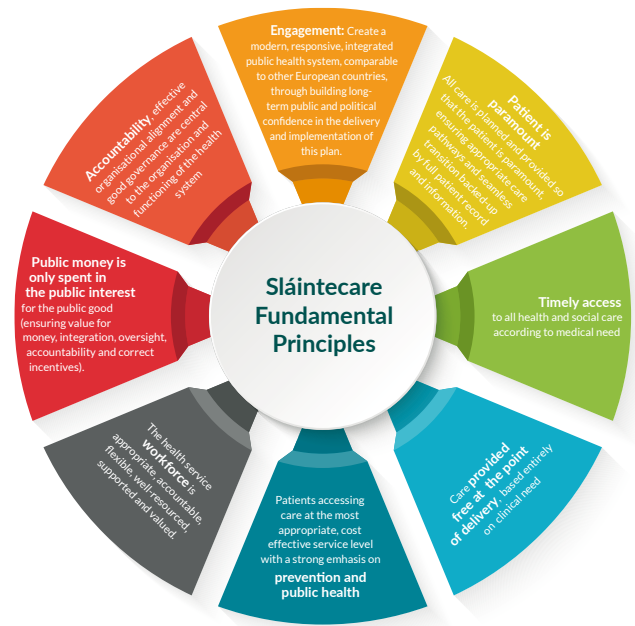 Sláintecare
Fundamental
Principles
Engagement: Create a
modern, responsive, integrated
public health system, comparable
to other European countries,
through building long-
term public and political
confidence in the delivery
and implementation of
this plan.
Patient is
paramount
All care is planned and provided so
that the patient is paramount,
ensuring appropriate care
pathways and seamless
transition backed-up
by full patient record
and information.
Timely access
to all health and social care
according to medical need
Care provided
free at the point
of delivery, based entirely
on clinical need
Patients accessing
care at the most
appropriate, cost
effective service level
with a strong emhasis on
prevention and
public health
The health service
workforce is
appropriate, accountable,
flexible, well-resourced,
supported and valued.
Public money is
only spent in
the public interest
for the public good
(ensuring value for
money, integration, oversight,
accountability and correct
incentives).
Accountability, effective
organisational alignment and
good governance are central
to the organisation and
functioning of the health
system